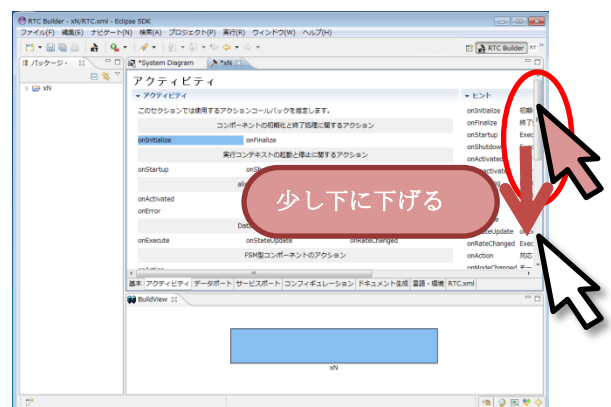 RTC Builder - xN/RTC.xml - Eclipse SDK
ファイル(F) 編集(E) ナビゲート(N) 検索(A) プロジェクト(P) 実行(R) ウィンドウ(W) ヘルプ(H)
RTC Builder
パッケージ・
*System Diagram *xN
xN
アクティビティ
アクティビティ
ヒント
このセクションでは使用するアクションコールバックを指定します。
コンポーネントの初期化と終了処理に関するアクション
onInitialize onFinalize
実行コンテキストの起動と停止に関するアクション
onStartup
onActivated
onError
onExecute onStateUpdate onRateChanged
FSM型コンポーネントのアクション
onInitialize
onFinalize
onStartup Exec
onShutdown
onActivated
onRateChanged Exec
onAction 対応
onModeChanged モー
少し下に下げる
基本 アクティビティ データポート サービスポート コンフィギュレーション ドキュメント生成 言語・環境 RTC.xml
BuildView
xN